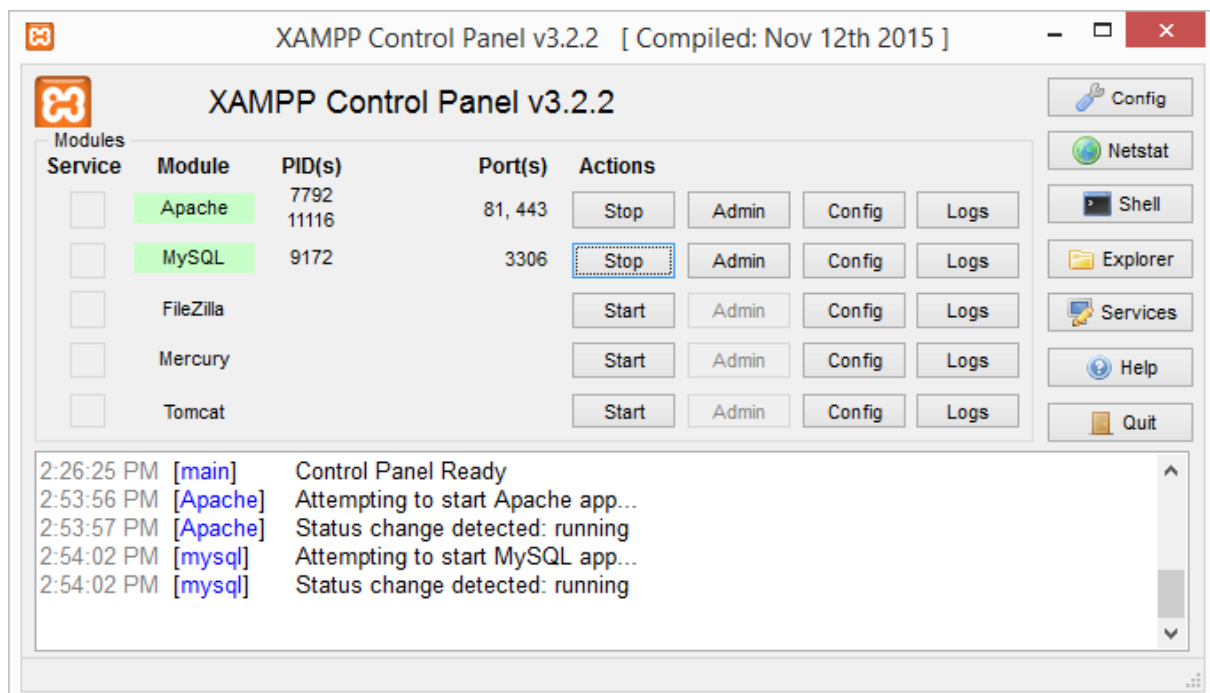 XAMPP Control Panel v3.2.2 [ Compiled: Nov 12th 2015 ]
XAMPP Control Panel v3.2.2
Config
Modules
Service Module PID(s) Port(s) Actions
Netstat
Apache 7792 11116 81, 443 Stop Admin Config Logs
Shell
MySQL 9172 3306 Stop Admin Config Logs
Explorer
FileZilla Start Admin Config Logs
Services
Mercury Start Admin Config Logs
Help
Tomcat Start Admin Config Logs
Quit
2:26:25 PM [main] Control Panel Ready
2:53:56 PM [Apache] Attempting to start Apache app...
2:53:57 PM [Apache] Status change detected: running
2:54:02 PM [mysql] Attempting to start MySQL app...
2:54:02 PM [mysql] Status change detected: running